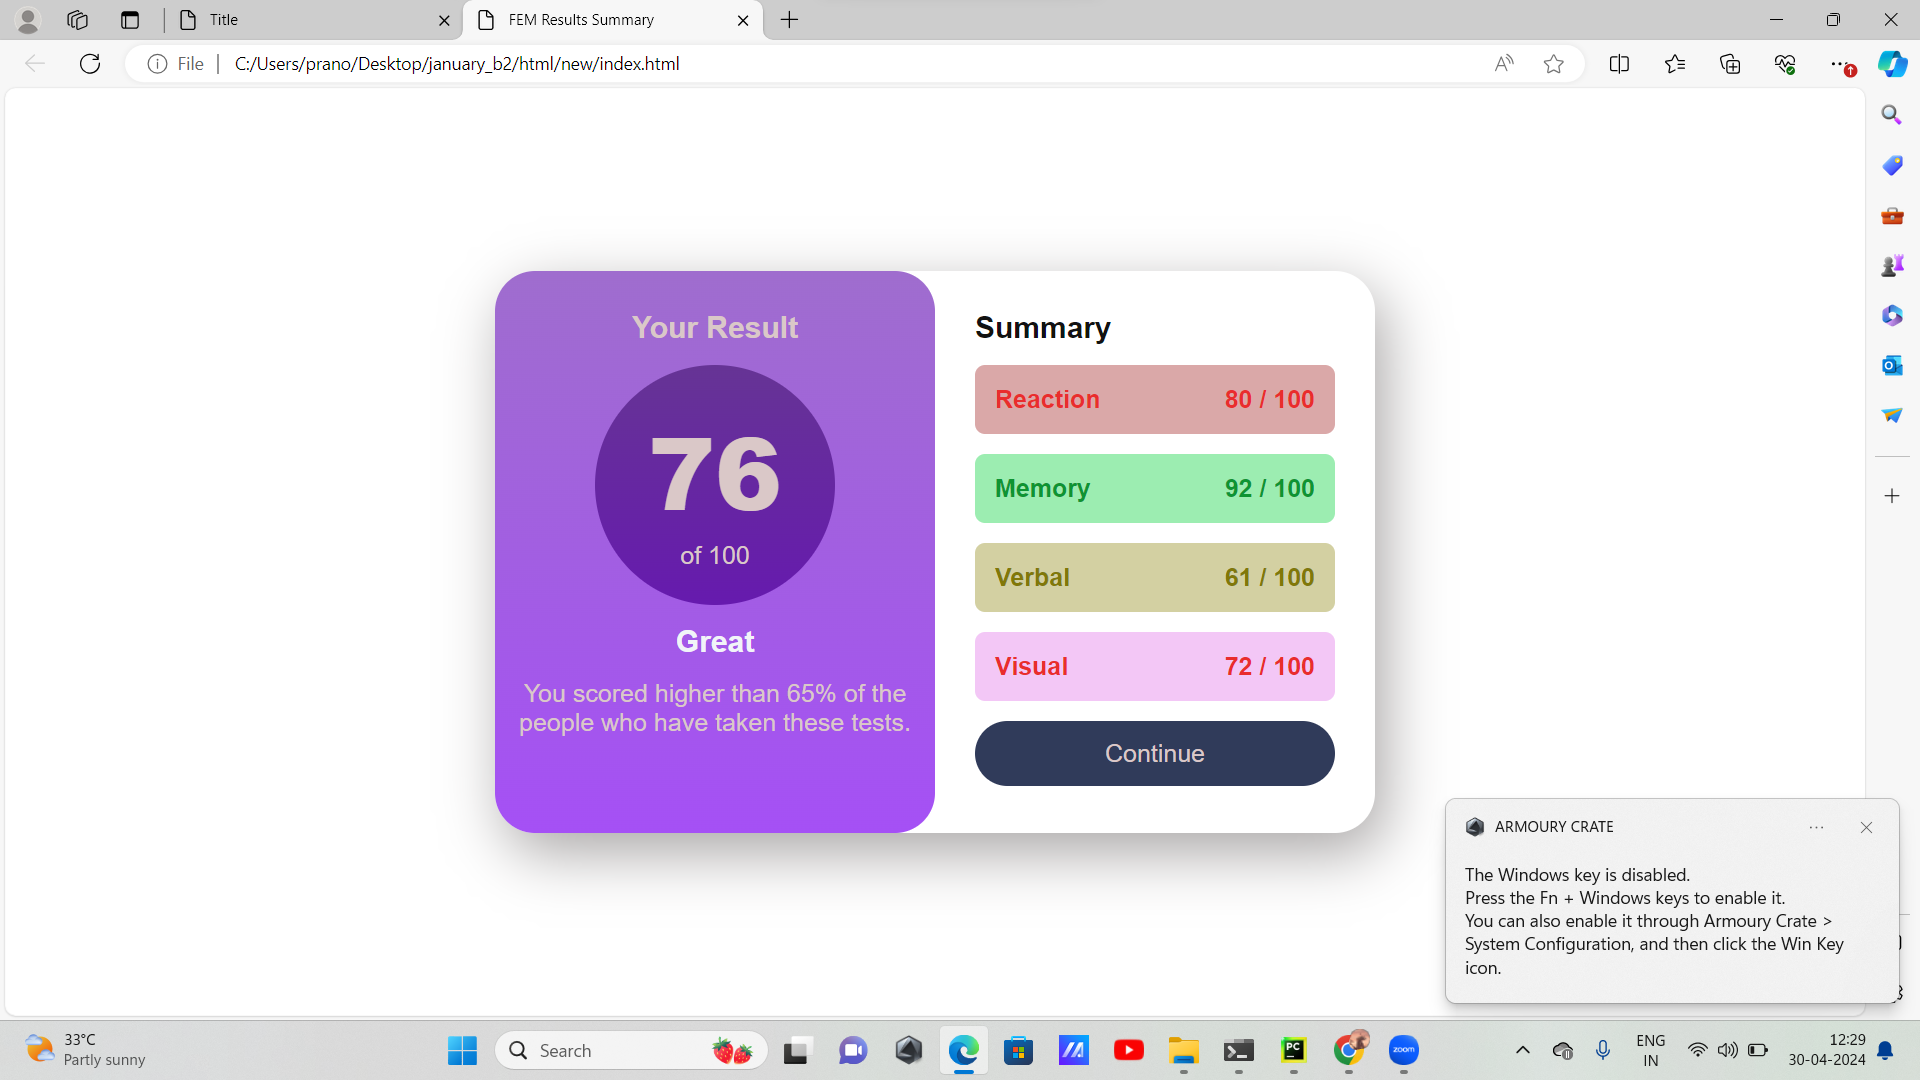 Title
FEM Results Summary
File
C:/Users/prano/Desktop/january_b2/html/new/index.html
Your Result
76
of 100
Great
You scored higher than 65% of the
people who have taken these tests.
Summary
Reaction 80 / 100
Memory 92 / 100
Verbal 61 / 100
Visual 72 / 100
Continue
ARMOURY CRATE
The Windows key is disabled.
Press the Fn + Windows keys to enable it.
You can also enable it through Armoury Crate >
System Configuration, and then click the Win Key
icon.
33°C
Partly sunny
Search
PC
zoom
ENG
IN
12:29
30-04-2024